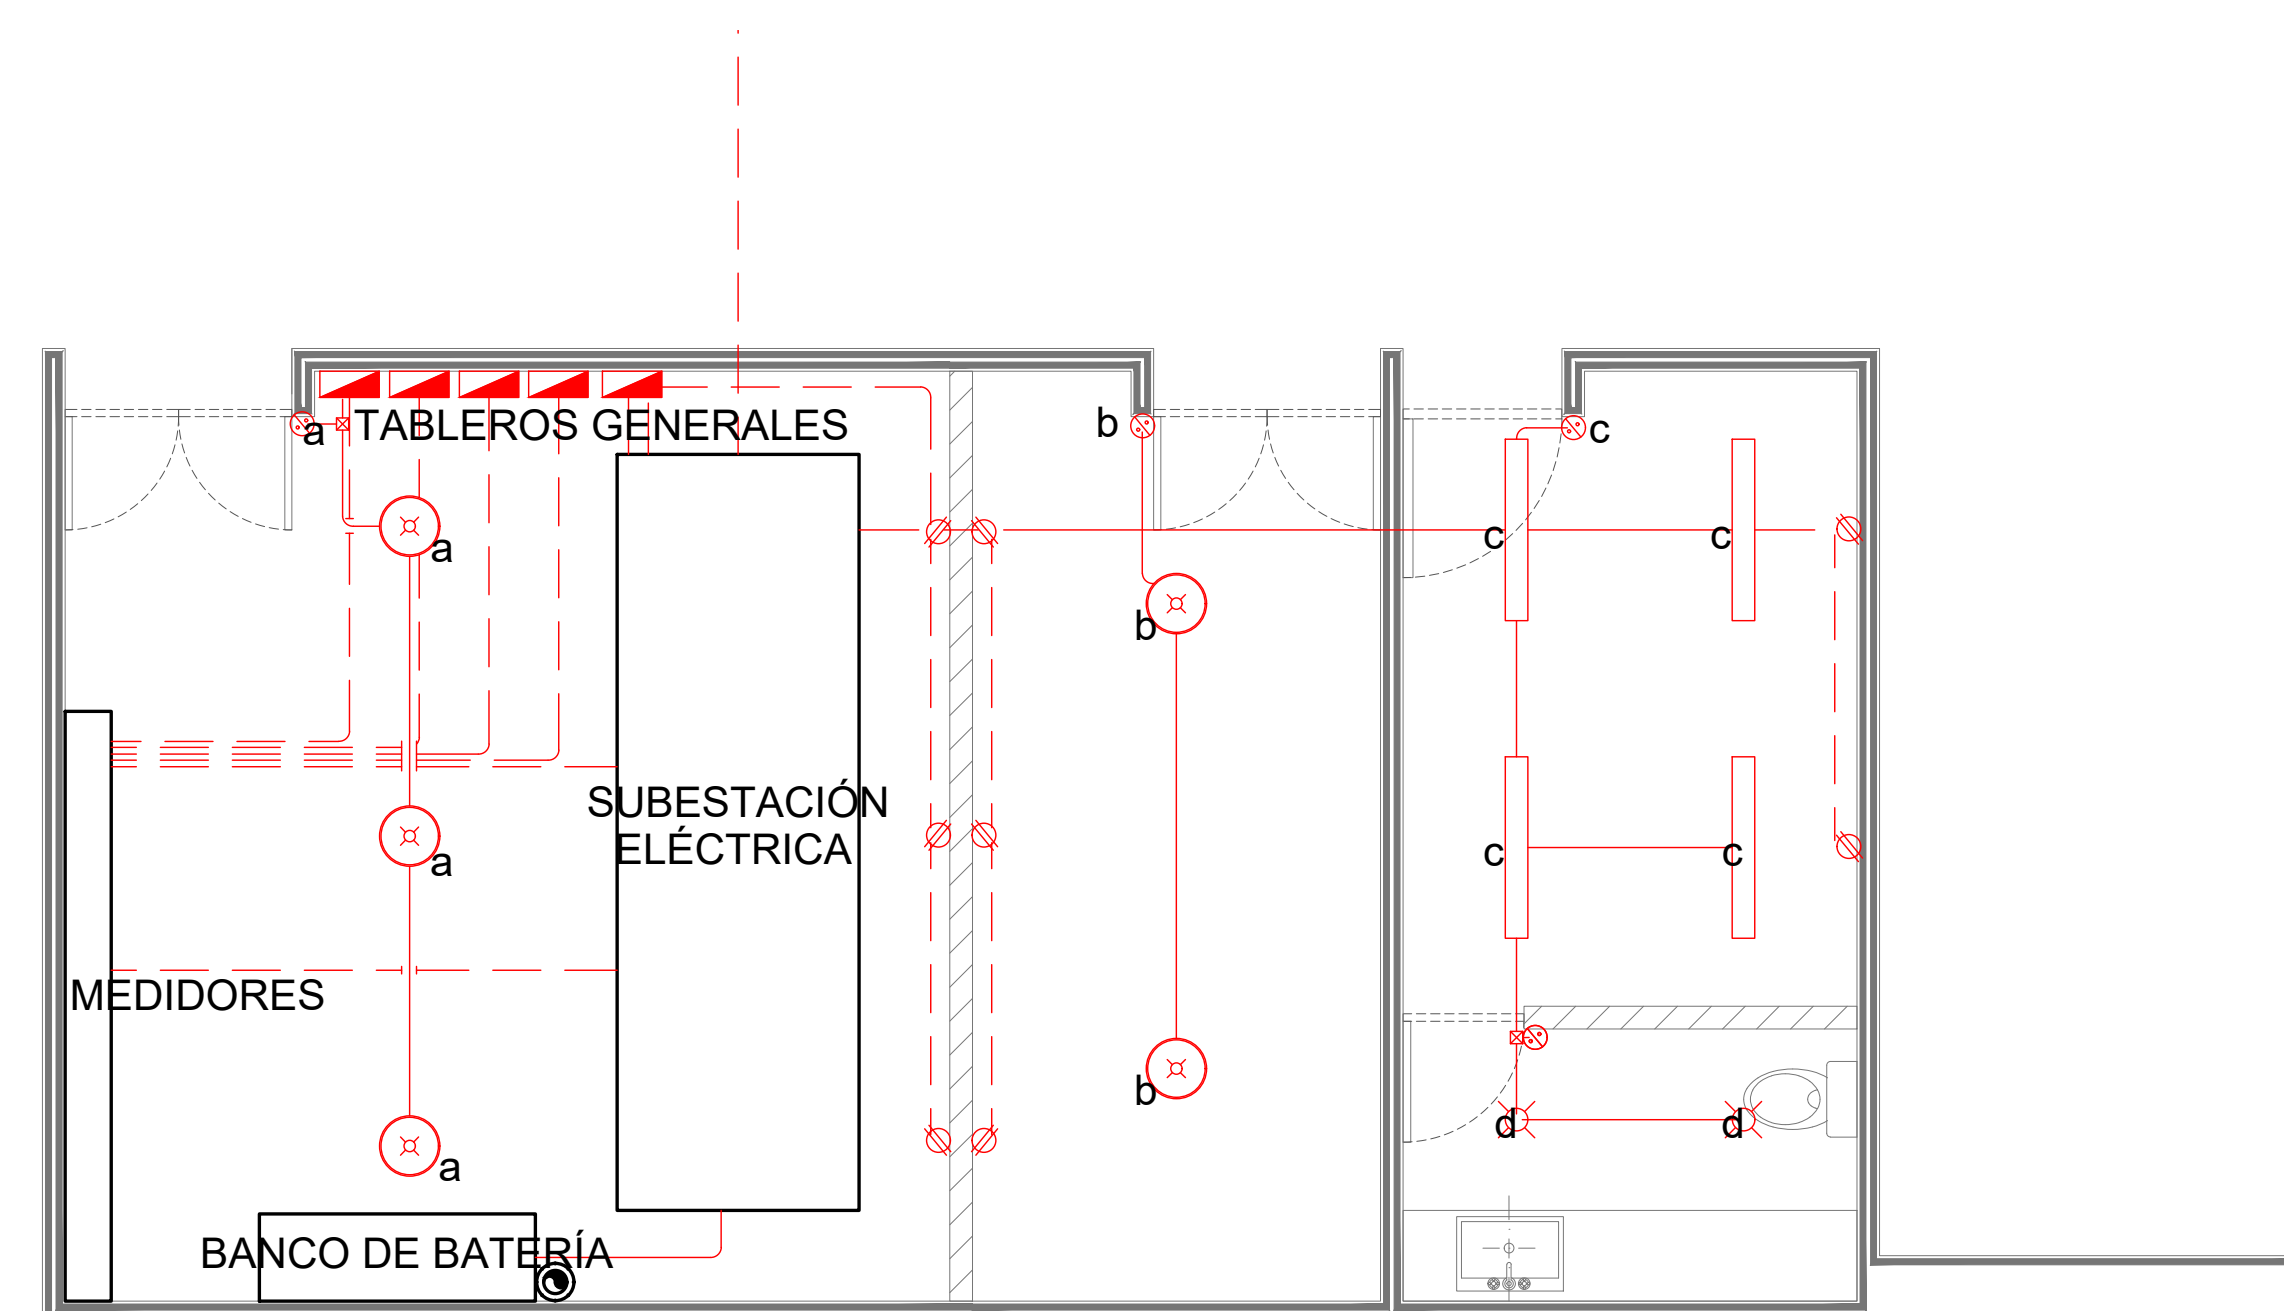 a
TABLEROS GENERALES
b
c
a
c
c
b
SUBESTACIÓN
ELÉCTRICA
a
c
c
MEDIDORES
b
d
d
a
BANCO DE BATERÍA